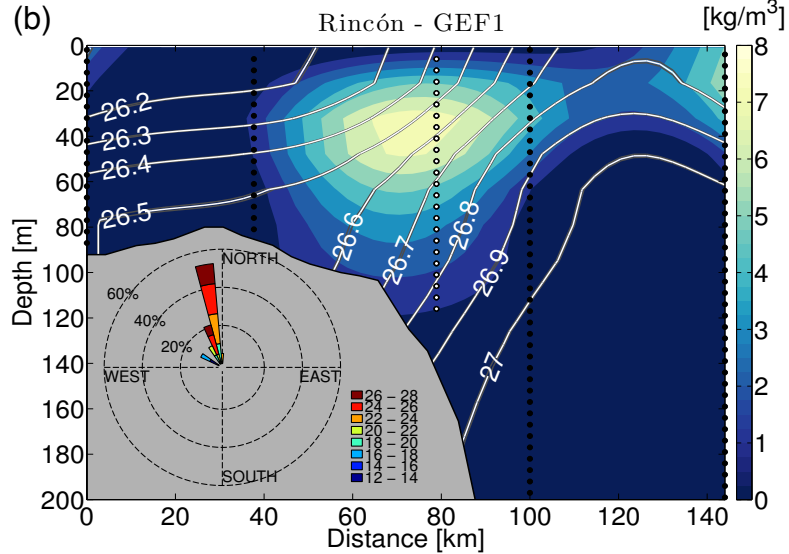 (b) Rincón - GEF1 [kg/m³]
0
20
40
60
80
100
120
140
160
180
200
Depth [m]
0 20 40 60 80 100 120 140
Distance [km]
8
7
6
5
4
3
2
1
0
26.2
26.3
26.4
26.5
26.6
26.7
26.8
26.9
27
NORTH
60%
40%
20%
WEST EAST
SOUTH
26 – 28
24 – 26
22 – 24
20 – 22
18 – 20
16 – 18
14 – 16
12 – 14